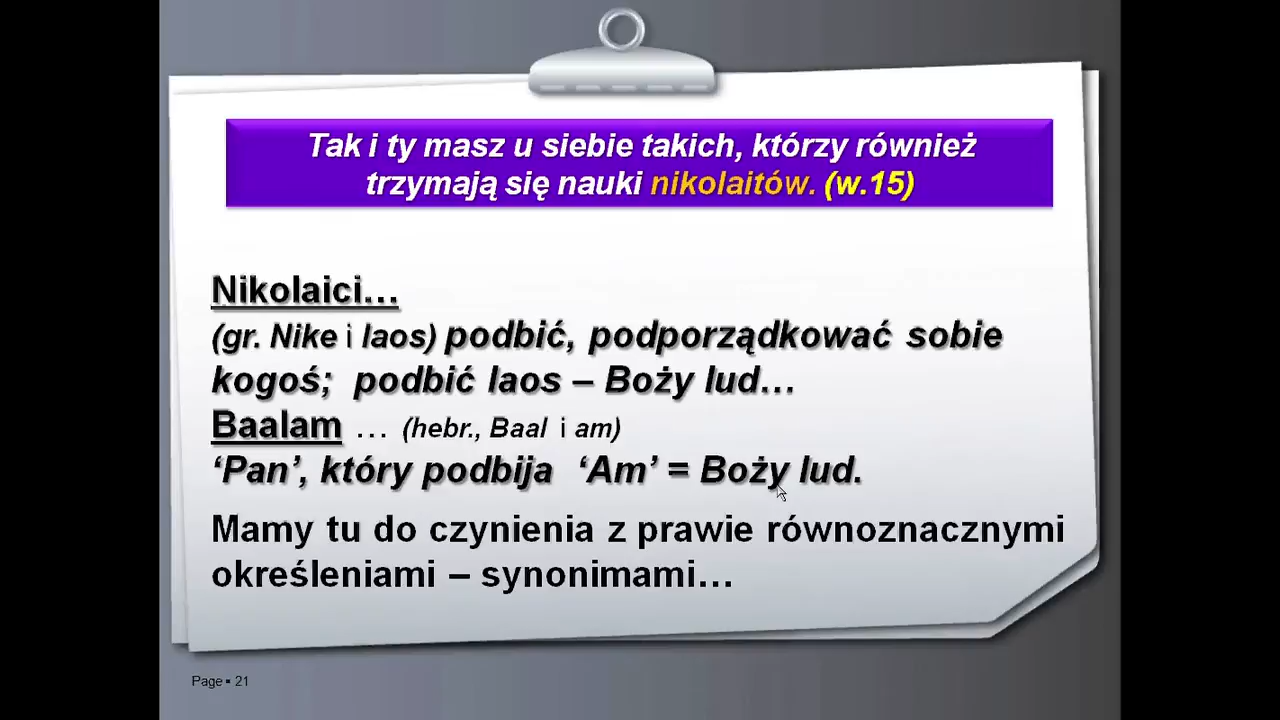 Tak i ty masz u siebie takich, którzy również
trzymają się nauki nikolaitów. (w.15)
Nikolaici…
(gr. Nike i laos) podbić, podporządkować sobie
kogoś; podbić laos – Boży lud…
Baalam … (hebr., Baal i am)
‘Pan’, który podbija ‘Am’ = Boży lud.
Mamy tu do czynienia z prawie równoznacznymi
określeniami – synonimami…
Page ▪ 21